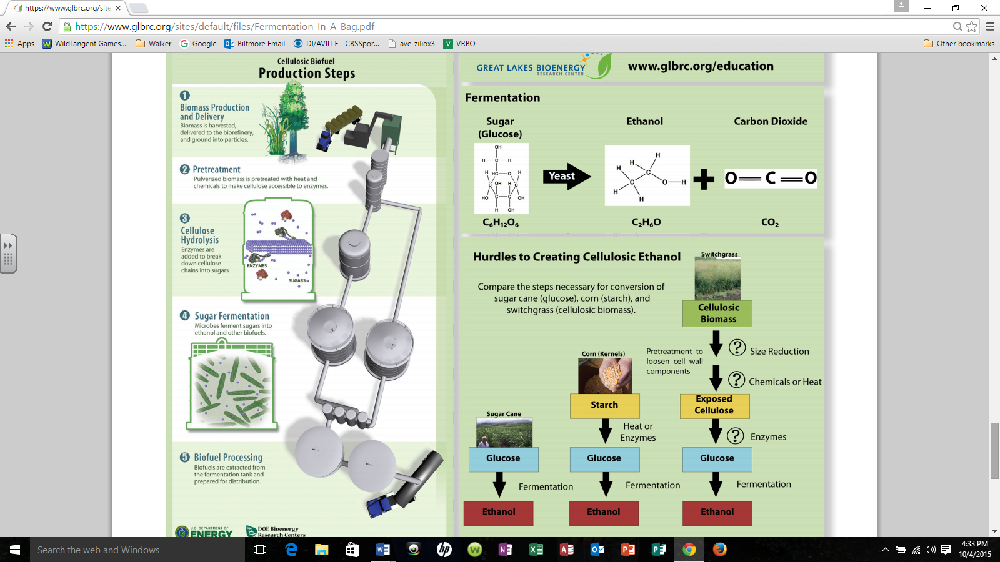 https://www.glbrc.org/site
https://www.glbrc.org/sites/default/files/Fermentation_In_A_Bag.pdf
Apps
WildTangent Games...
Walker
Google
Biltmore Email
DI/AVILLE - CBSSpor...
ave-ziliox3
VRBO
Other bookmarks
Cellulosic Biofuel
Production Steps
1
Biomass Production
and Delivery
Biomass is harvested,
delivered to the biorefinery,
and ground into particles.
2 Pretreatment
Pulverized biomass is pretreated with heat and
chemicals to make cellulose accessible to enzymes.
3
Cellulose
Hydrolysis
Enzymes are
added to break
down cellulose
chains into sugars.
ENZYMES
SUGARS
4 Sugar Fermentation
Microbes ferment sugars into
ethanol and other biofuels.
5 Biofuel Processing
Biofuels are extracted from
the fermentation tank and
prepared for distribution.
U.S. DEPARTMENT OF
ENERGY
DOE Bioenergy
Research Centers
GREAT LAKES BIOENERGY
RESEARCH CENTER
www.glbrc.org/education
Fermentation
Sugar
(Glucose)
Ethanol
Carbon Dioxide
OH
H C H
H HC O H
C OH H C
HO C C OH
H OH
Yeast
H
H
H
C
C
O H
H
H
O C O
C₆H₁₂O₆
C₂H₆O
CO₂
Hurdles to Creating Cellulosic Ethanol
Compare the steps necessary for conversion of
sugar cane (glucose), corn (starch), and
switchgrass (cellulosic biomass).
Switchgrass
Cellulosic
Biomass
? Size Reduction
Pretreatment to
loosen cell wall
components
? Chemicals or Heat
Corn (Kernels)
Starch
Exposed
Cellulose
Heat or
Enzymes
? Enzymes
Sugar Cane
Glucose
Glucose
Glucose
Fermentation
Fermentation
Fermentation
Ethanol
Ethanol
Ethanol
Search the web and Windows
4:33 PM
10/4/2015